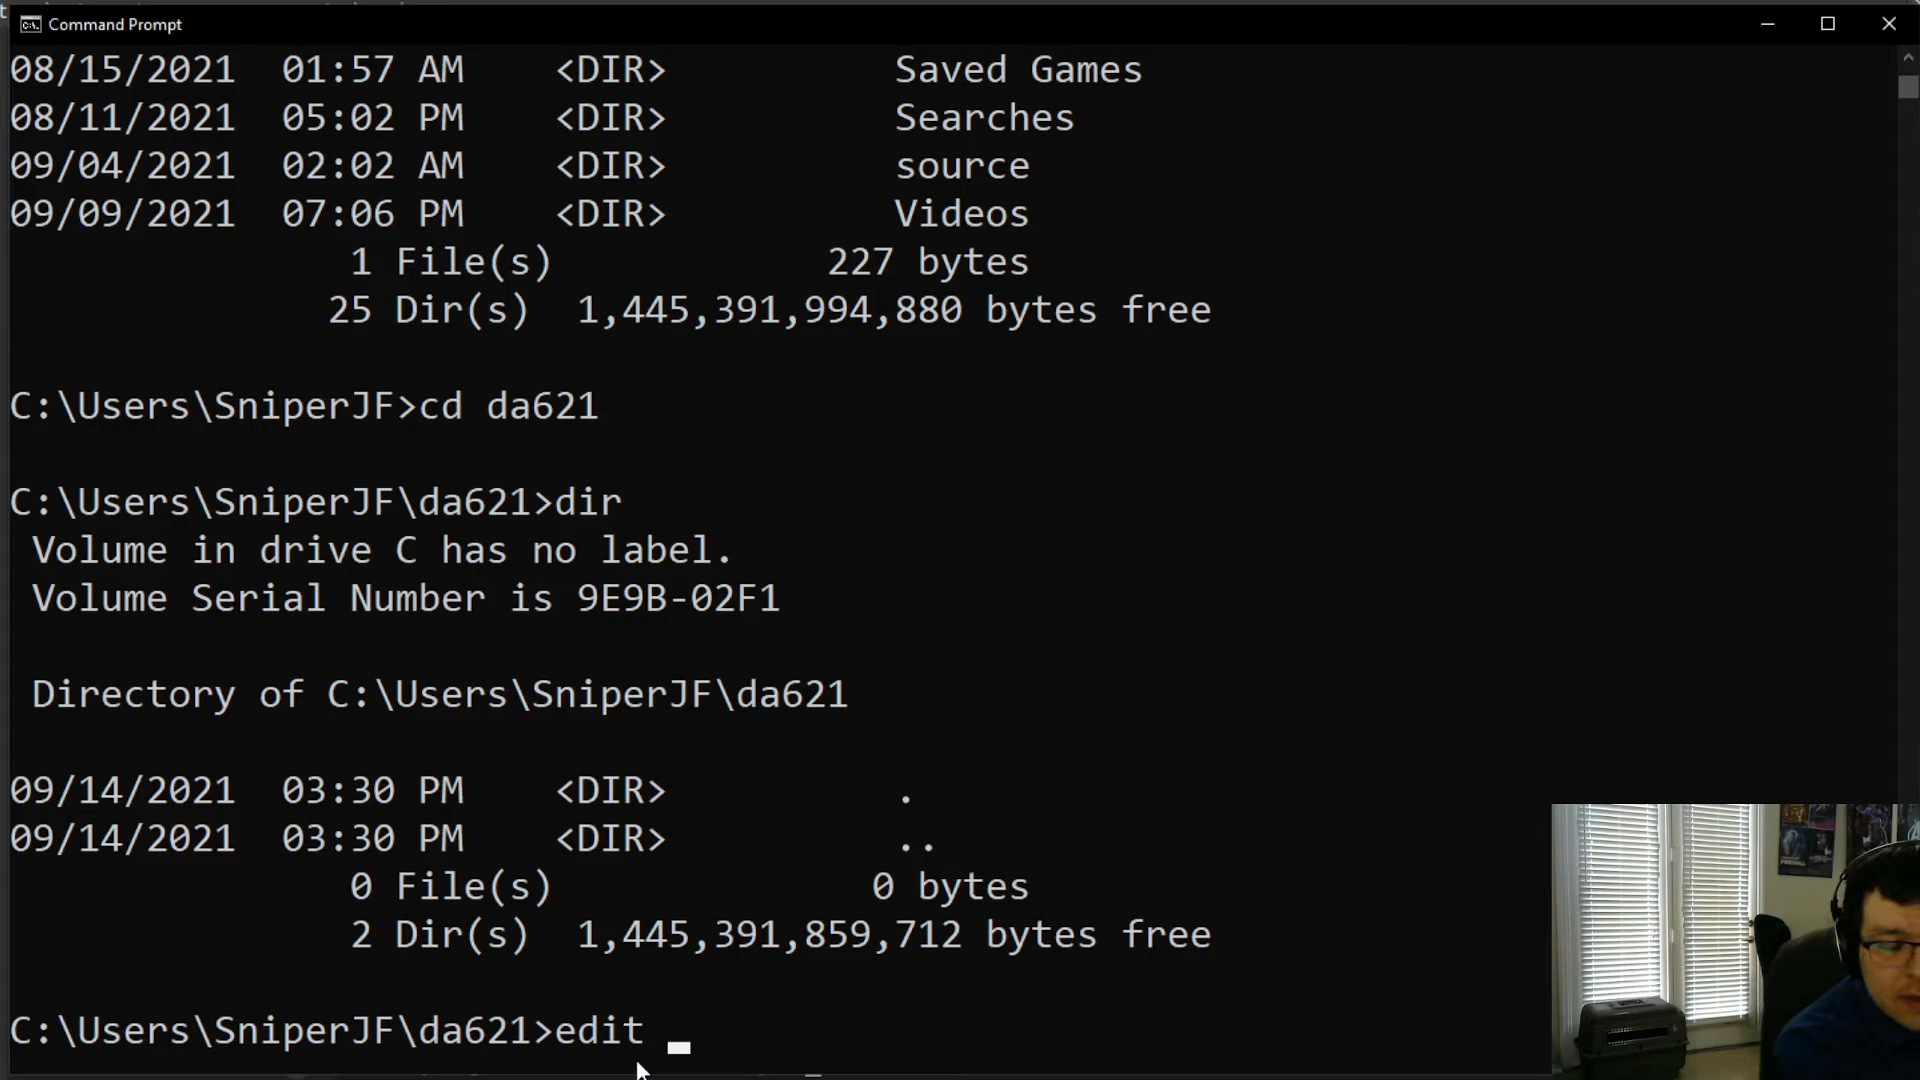 Command Prompt
08/15/2021  01:57 AM    <DIR>          Saved Games
08/11/2021  05:02 PM    <DIR>          Searches
09/04/2021  02:02 AM    <DIR>          source
09/09/2021  07:06 PM    <DIR>          Videos
1 File(s)            227 bytes
25 Dir(s)  1,445,391,994,880 bytes free
C:\Users\SniperJF>cd da621
C:\Users\SniperJF\da621>dir
Volume in drive C has no label.
Volume Serial Number is 9E9B-02F1
Directory of C:\Users\SniperJF\da621
09/14/2021  03:30 PM    <DIR>          .
09/14/2021  03:30 PM    <DIR>          ..
0 File(s)              0 bytes
2 Dir(s)  1,445,391,859,712 bytes free
C:\Users\SniperJF\da621>edit